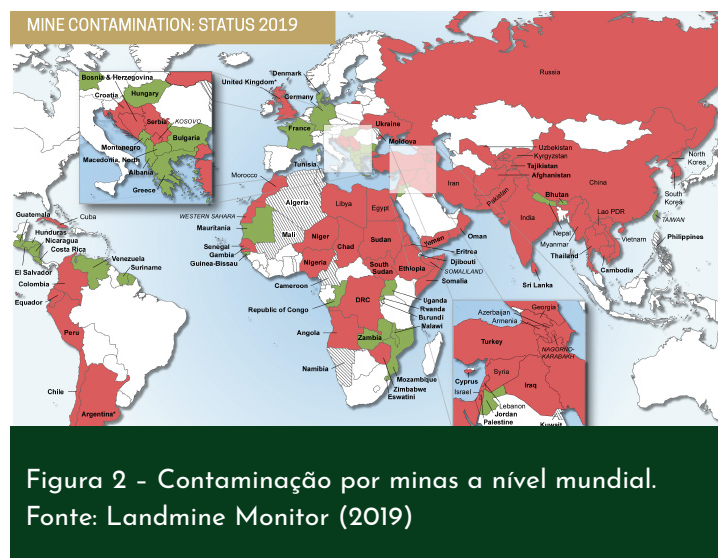 MINE CONTAMINATION: STATUS 2019
Denmark
Bosnia & Herzegovina
United Kingdom*
Hungary
Germany
Russia
Croatia
Serbia
KOSOVO
Ukraine
France
Bulgaria
Moldova
Montenegro
Macedonia, North
Albania
Greece
Tunisia
Uzbekistan
Kyrgyzstan
North
Korea
Tajikistan
Afghanistan
Morocco
Iran
China
South
Korea
Algeria
Libya
Egypt
Pakistan
Bhutan
Guatemala
Cuba
WESTERN SAHARA
Mauritania
India
Lao PDR
TAIWAN
Hunduras
Nicaragua
Costa Rica
Mali
Niger
Chad
Sudan
Yemen
Oman
Nepal
Myanmar
Vietnam
Philippines
Senegal
Gambia
Guinea-Bissau
Eritrea
Djibouti
Thailand
El Salvador
Venezuela
Suriname
Nigeria
South
Sudan
Ethiopia
SOMALILAND
Somalia
Cambodia
Colombia
Cameroon
Sri Lanka
Equador
Republic of Congo
DRC
Uganda
Rwanda
Burundi
Malawi
Georgia
Azerbaijan
Armenia
Peru
Angola
Zambia
Turkey
NAGORNO-
KARABAKH
Namibia
Syria
Cyprus
Iraq
Chile
Mozambique
Zimbabwe
Eswatini
Israel
Lebanon
Jordan
Palestine
Argentina*
Kuwait
Figura 2 – Contaminação por minas a nível mundial.
Fonte: Landmine Monitor (2019)